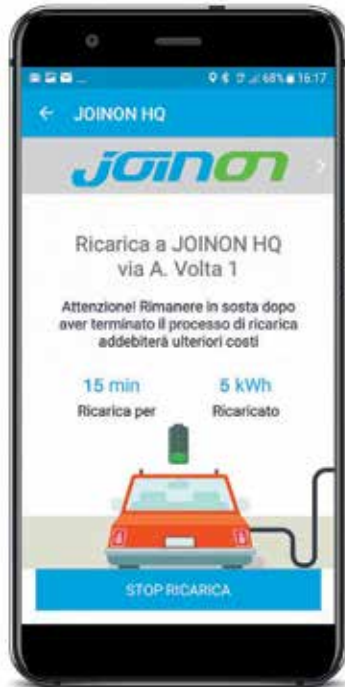 68% 16:17
JOINON HQ
joinon
Ricarica a JOINON HQ
via A. Volta 1
Attenzione! Rimanere in sosta dopo
aver terminato il processo di ricarica
addebiterà ulteriori costi
15 min 5 kWh
Ricarica per Ricaricato
STOP RICARICA